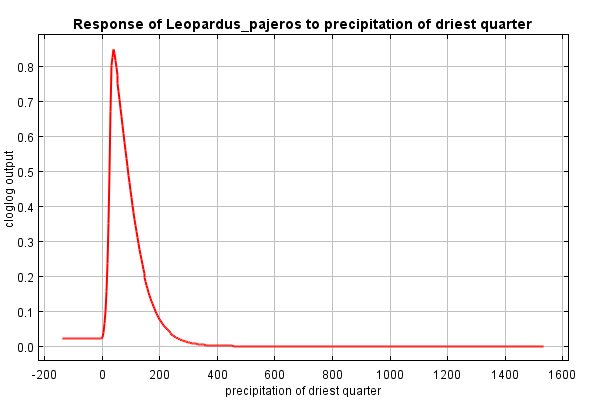 Response of Leopardus_pajeros to precipitation of driest quarter
cloglog output
0.8
0.7
0.6
0.5
0.4
0.3
0.2
0.1
0.0
-200 0 200 400 600 800 1000 1200 1400 1600
precipitation of driest quarter